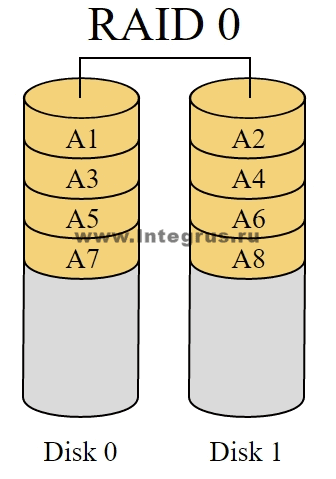 RAID 0
A1 A2
A3 A4
A5 A6
www.integrus.ru
A7 A8
Disk 0 Disk 1